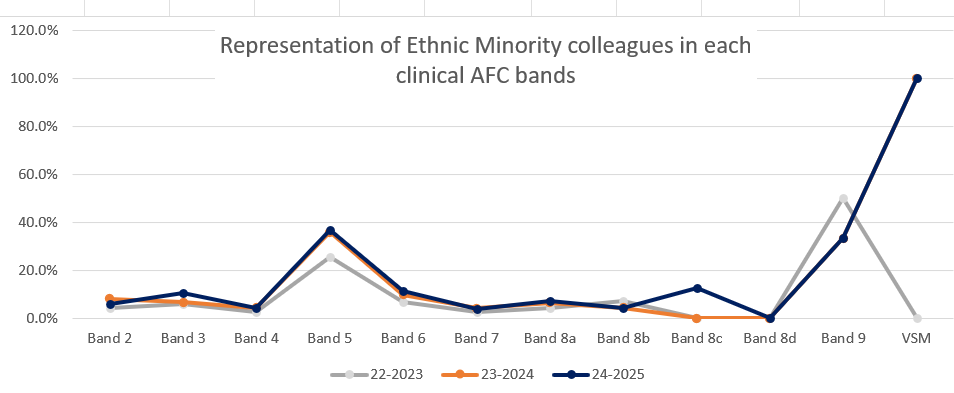 Representation of Ethnic Minority colleagues in each
clinical AFC bands
120.0%
100.0%
80.0%
60.0%
40.0%
20.0%
0.0%
Band 2 Band 3 Band 4 Band 5 Band 6 Band 7 Band 8a Band 8b Band 8c Band 8d Band 9 VSM
22-2023 23-2024 24-2025